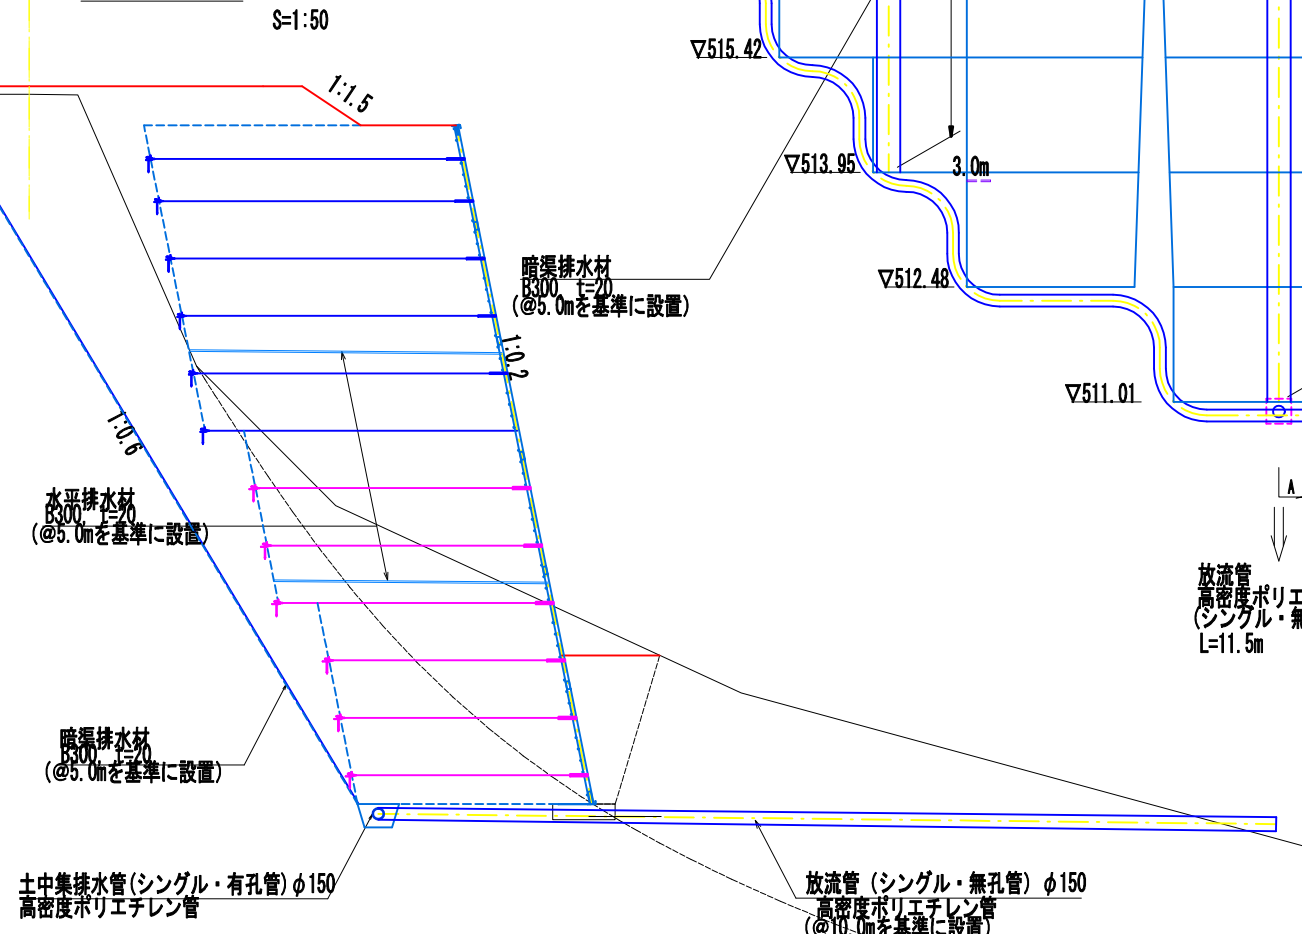 S=1:50
1:1.5
▽515.42
▽513.95
3.0m
▽512.48
暗渠排水材
B300, t=20
(@5.0mを基準に設置)
1:0.2
▽511.01
1:0.6
水平排水材
B300, t=20
(@5.0mを基準に設置)
A
放流管
高密度ポリエ
(シングル・無
L=11.5m
暗渠排水材
B300, t=20
(@5.0mを基準に設置)
土中集排水管(シングル・有孔管)φ150
高密度ポリエチレン管
放流管 (シングル・無孔管) φ150
高密度ポリエチレン管
(@10.0mを基準に設置)